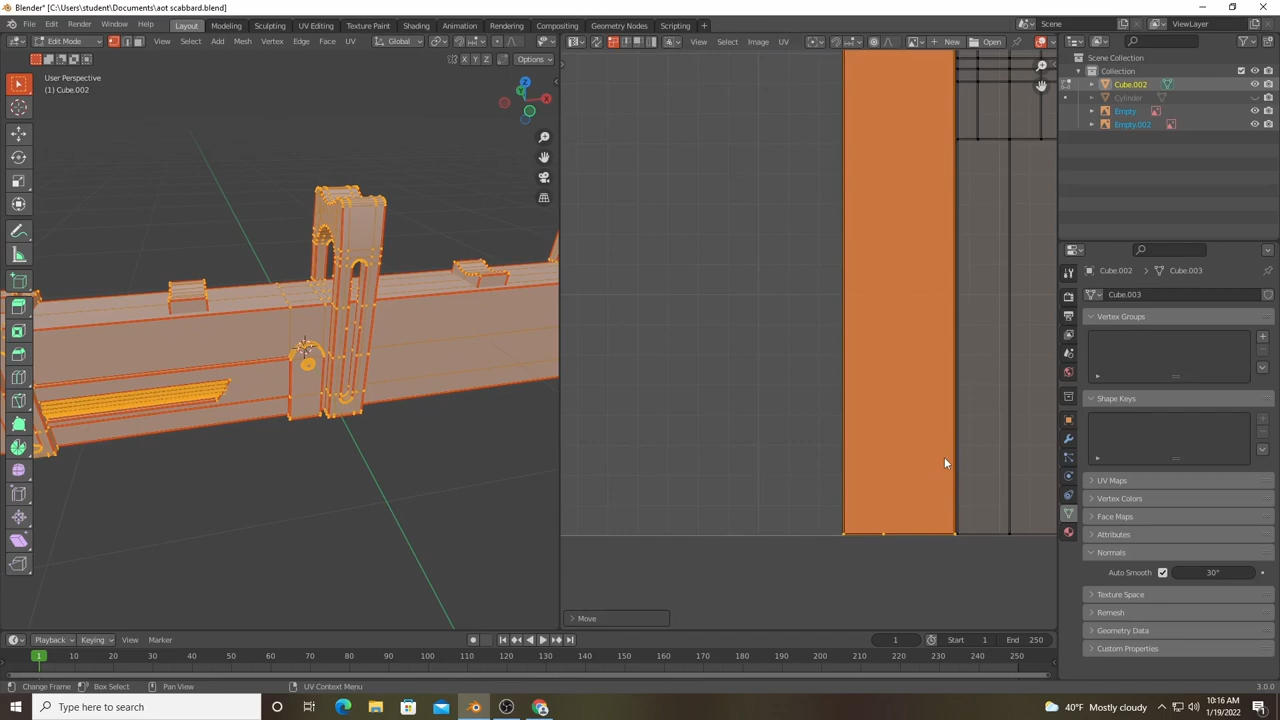 Blender* [C:\Users\student\Documents\aot scabbard.blend]
File Edit Render Window Help Layout Modeling Sculpting UV Editing Texture Paint Shading Animation Rendering Compositing Geometry Nodes Scripting + Scene ViewLayer
Edit Mode View Select Add Mesh Vertex Edge Face UV Global View Select Image UV New Open
X Y Z Options
User Perspective
(1) Cube.002
Scene Collection
Collection
Cube.002
Cylinder
Empty
Empty.002
Cube.002 Cube.003
Cube.003
Vertex Groups
Shape Keys
UV Maps
Vertex Colors
Face Maps
Attributes
Normals
Auto Smooth 30°
Texture Space
Remesh
Geometry Data
Custom Properties
Move
Playback Keying View Marker 1 Start 1 End 250
1 10 20 30 40 50 60 70 80 90 100 110 120 130 140 150 160 170 180 190 200 210 220 230 240 250
Change Frame Box Select Pan View UV Context Menu 3.0.0
Type here to search 40°F Mostly cloudy 10:16 AM
1/19/2022